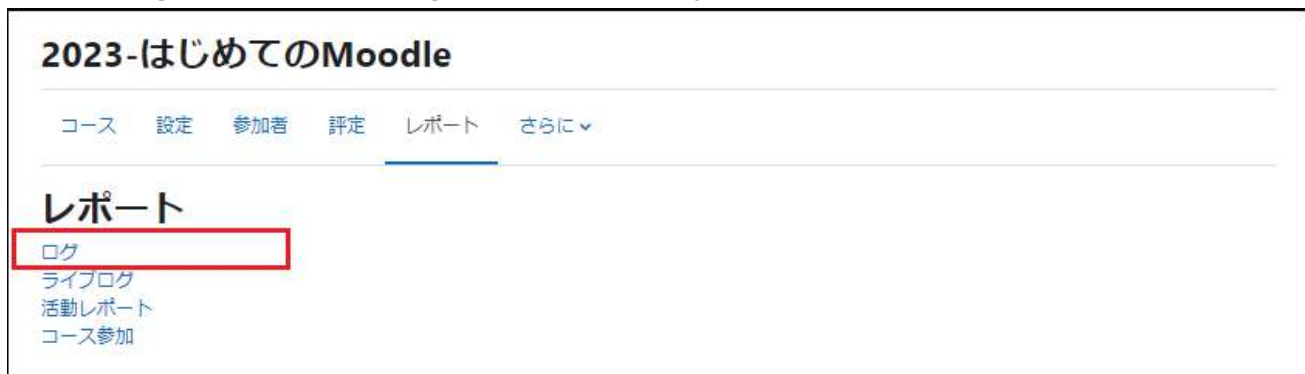 2023-はじめてのMoodle
コース 設定 参加者 評定 レポート さらに
レポート
ログ
ライブログ
活動レポート
コース参加